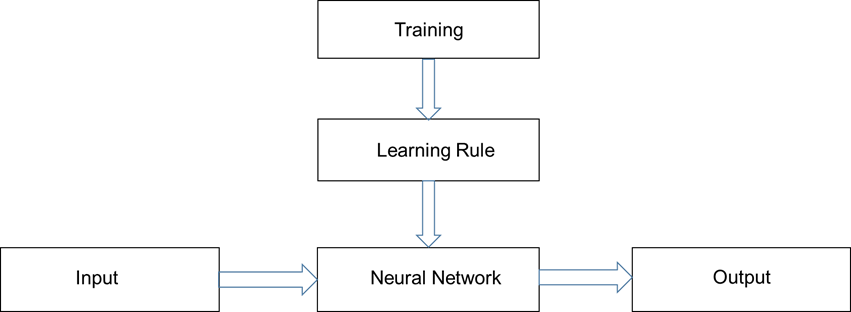 Training
Learning Rule
Input
Neural Network
Output